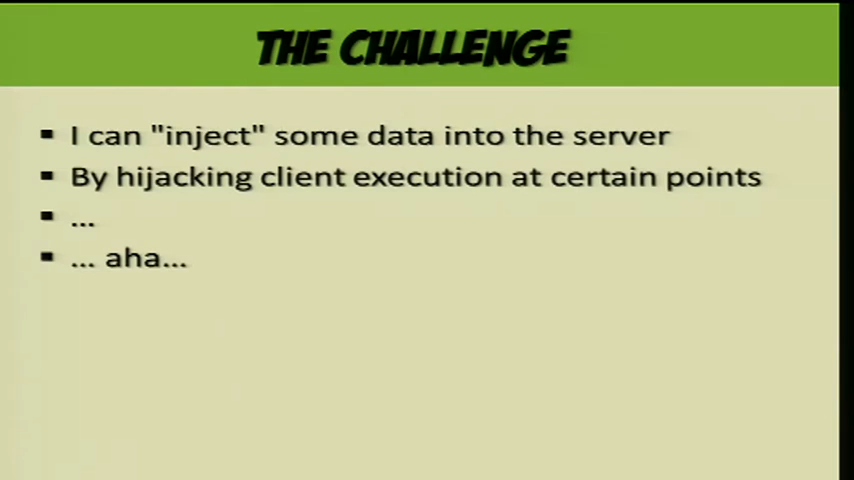 THE CHALLENGE
▪ I can "inject" some data into the server
▪ By hijacking client execution at certain points
▪ ...
▪ ... aha...